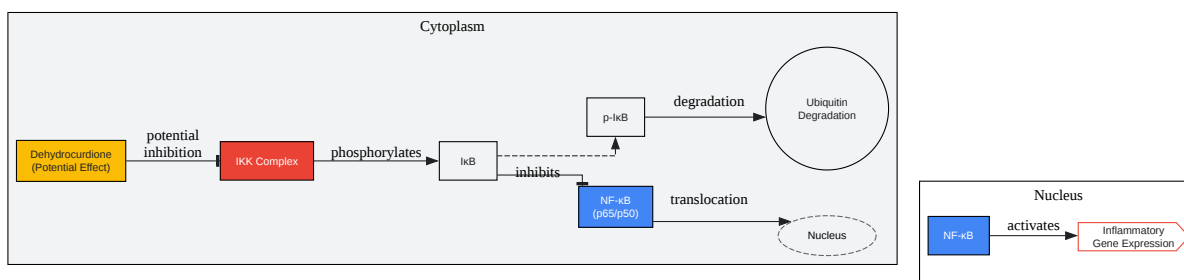 Cytoplasm
Dehydrocurdione
(Potential Effect)
potential
inhibition
IKK Complex
phosphorylates
IκB
inhibits
p-IκB
degradation
Ubiquitin
Degradation
NF-κB
(p65/p50)
translocation
Nucleus
Nucleus
NF-κB
activates
Inflammatory
Gene Expression